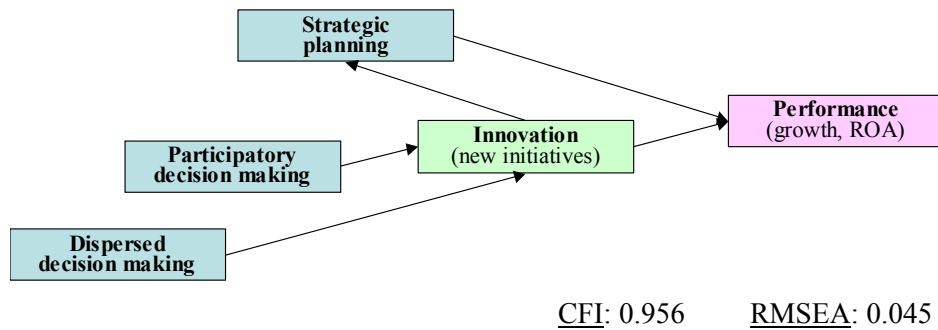 Strategic
planning
Performance
(growth, ROA)
Innovation
(new initiatives)
Participatory
decision making
Dispersed
decision making
CFI: 0.956 RMSEA: 0.045